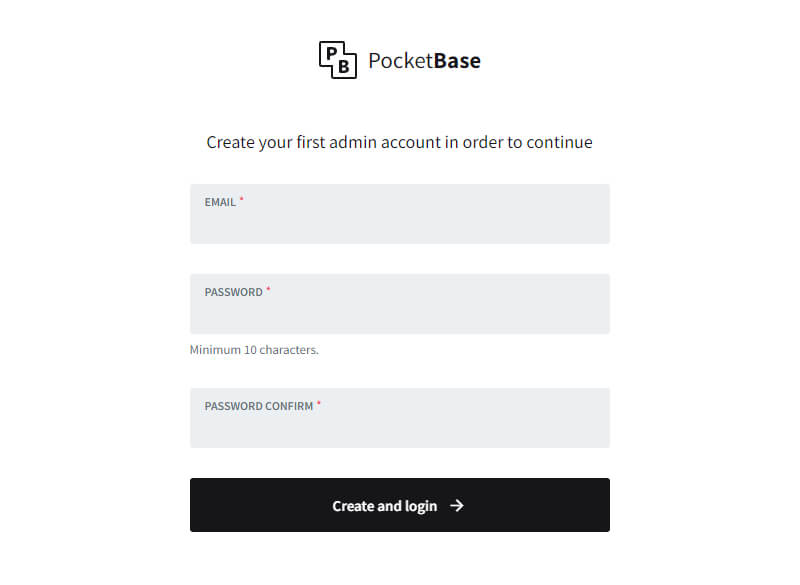 P
B
PocketBase
Create your first admin account in order to continue
EMAIL *
PASSWORD *
Minimum 10 characters.
PASSWORD CONFIRM *
Create and login →